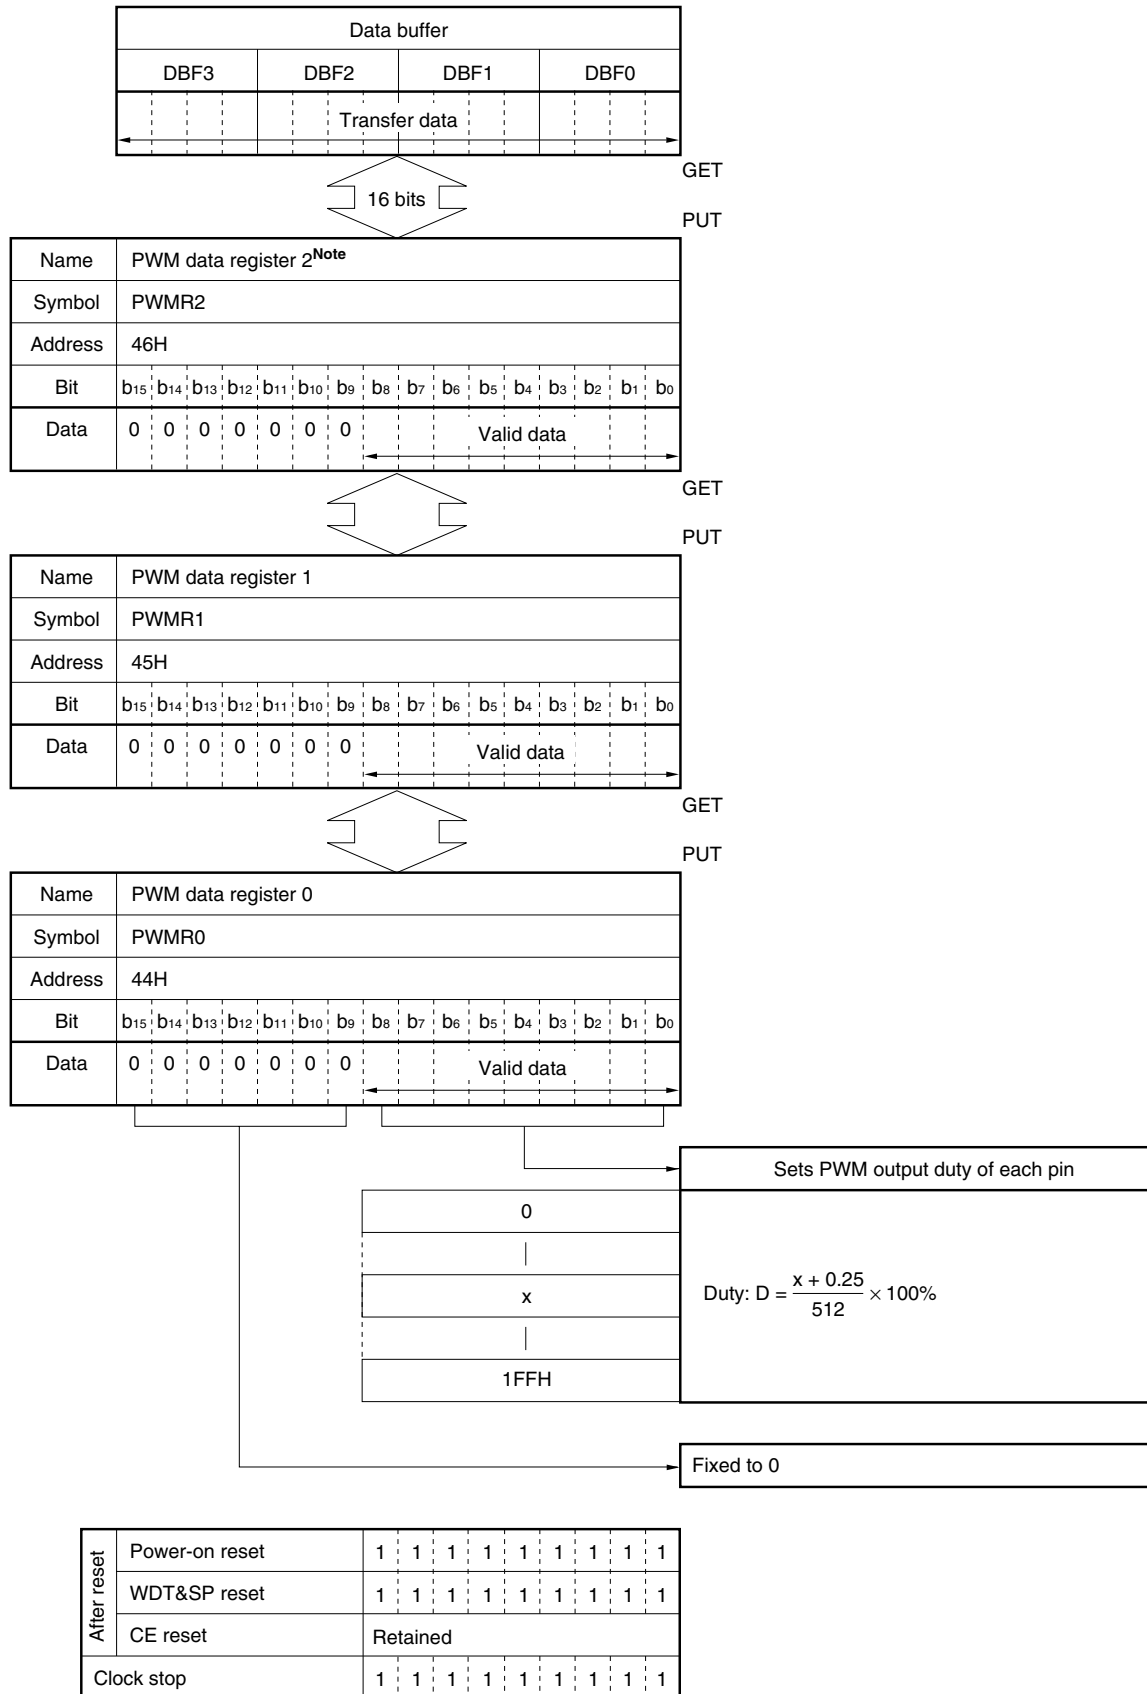 Data buffer
DBF3 DBF2 DBF1 DBF0
Transfer data
GET
16 bits
PUT
Name PWM data register 2Note
Symbol PWMR2
Address 46H
Bit b15 b14 b13 b12 b11 b10 b9 b8 b7 b6 b5 b4 b3 b2 b1 b0
Data 0 0 0 0 0 0 0 Valid data
GET
PUT
Name PWM data register 1
Symbol PWMR1
Address 45H
Bit b15 b14 b13 b12 b11 b10 b9 b8 b7 b6 b5 b4 b3 b2 b1 b0
Data 0 0 0 0 0 0 0 Valid data
GET
PUT
Name PWM data register 0
Symbol PWMR0
Address 44H
Bit b15 b14 b13 b12 b11 b10 b9 b8 b7 b6 b5 b4 b3 b2 b1 b0
Data 0 0 0 0 0 0 0 Valid data
Sets PWM output duty of each pin
0
x
1FFH
Duty: D = x + 0.25 / 512 × 100%
Fixed to 0
After reset
Power-on reset 1 1 1 1 1 1 1 1 1
WDT&SP reset 1 1 1 1 1 1 1 1 1
CE reset Retained
Clock stop 1 1 1 1 1 1 1 1 1